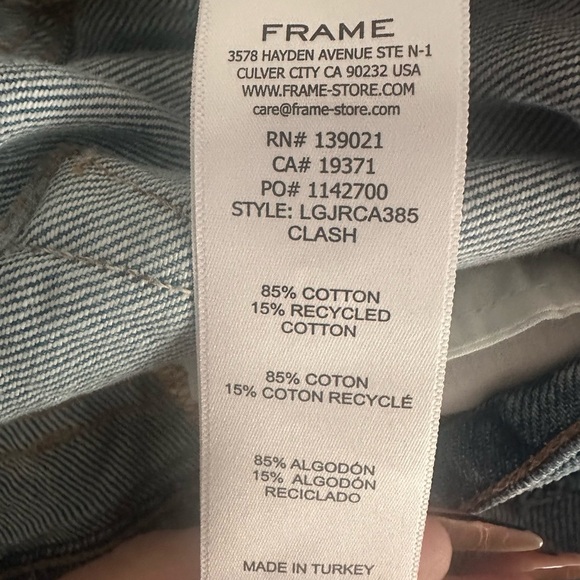 FRAME
3578 HAYDEN AVENUE STE N-1
CULVER CITY CA 90232 USA
WWW.FRAME-STORE.COM
care@frame-store.com
RN# 139021
CA# 19371
PO# 1142700
STYLE: LGJRCA385
CLASH
85% COTTON
15% RECYCLED
COTTON
85% COTON
15% COTON RECYCLÉ
85% ALGODÓN
15% ALGODÓN
RECICLADO
MADE IN TURKEY